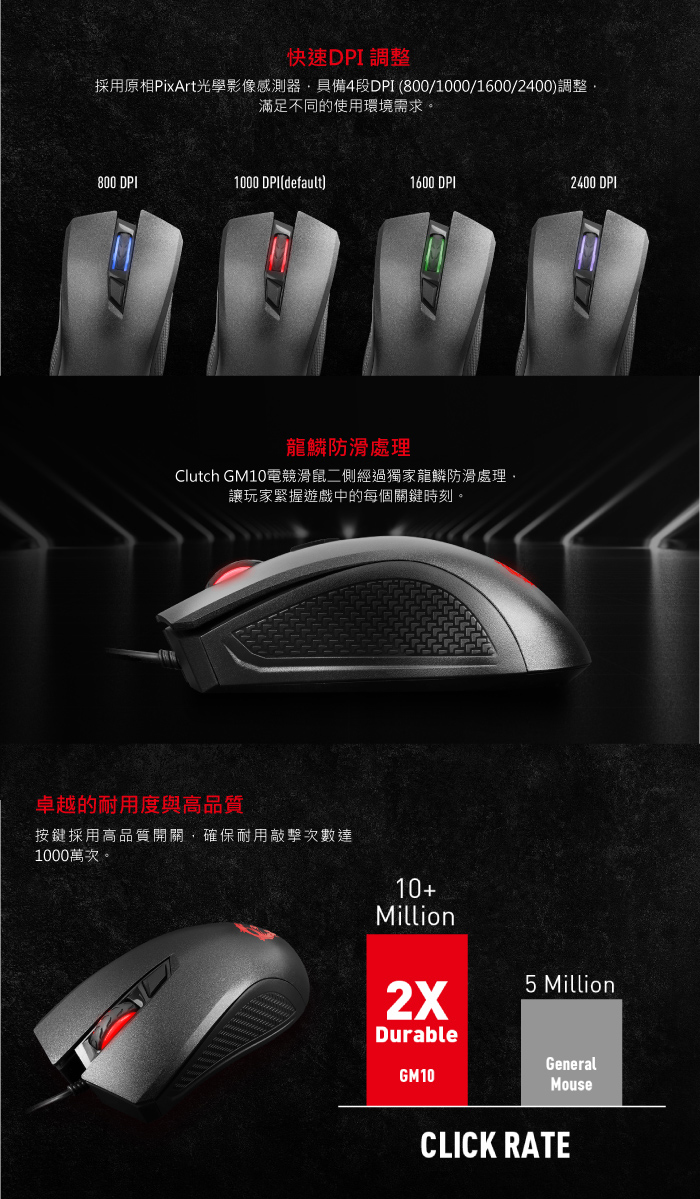 快速DPI 調整
採用原相PixArt光學影像感測器，具備4段DPI (800/1000/1600/2400)調整，
滿足不同的使用環境需求。
800 DPI
1000 DPI(default)
1600 DPI
2400 DPI
龍鱗防滑處理
Clutch GM10電競滑鼠二側經過獨家龍鱗防滑處理，
讓玩家緊握遊戲中的每個關鍵時刻。
卓越的耐用度與高品質
按鍵採用高品質開關，確保耐用敲擊次數達
1000萬次。
10+
Million
2X
Durable
GM10
5 Million
General
Mouse
CLICK RATE